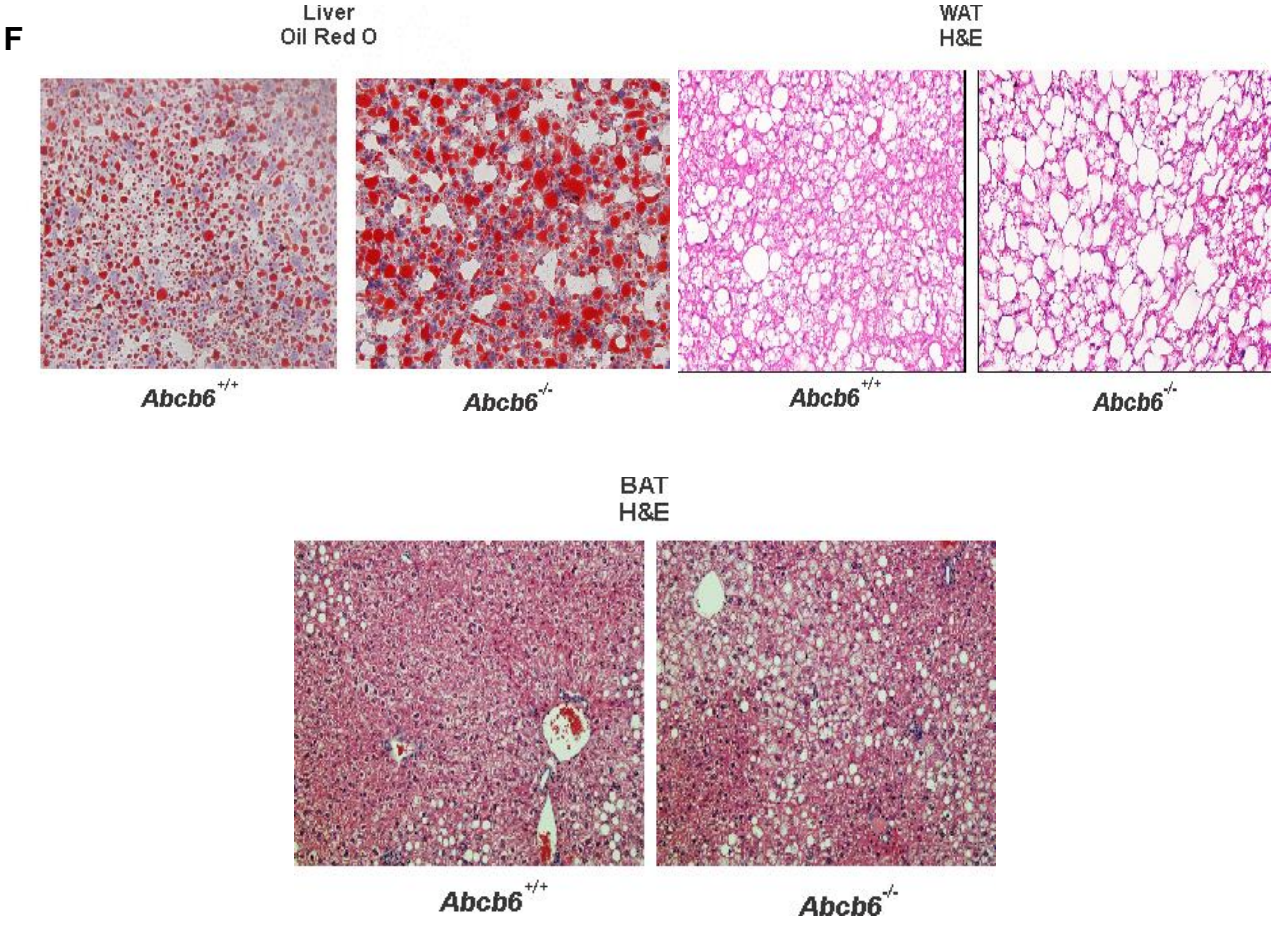 F
Liver
Oil Red O
WAT
H&E
Abcb6+/+
Abcb6-/-
Abcb6+/+
Abcb6-/-
BAT
H&E
Abcb6+/+
Abcb6-/-